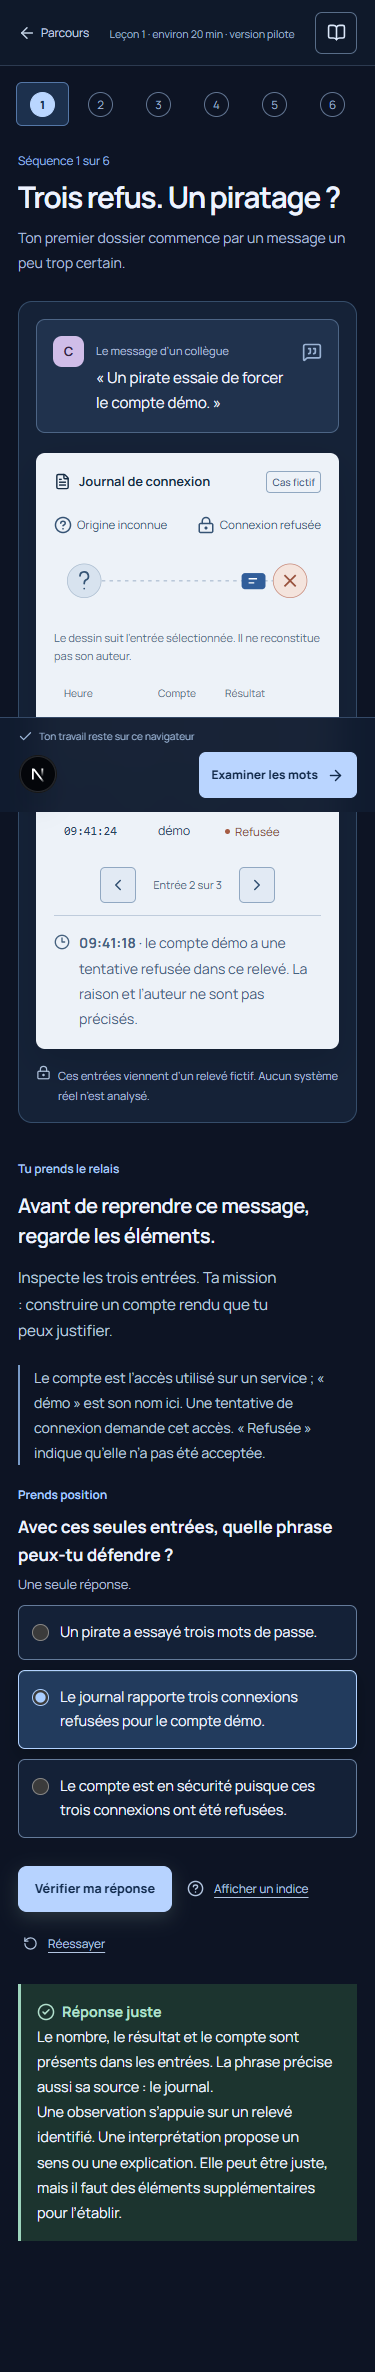 Parcours
Leçon 1 · environ 20 min · version pilote
1 2 3 4 5 6
Séquence 1 sur 6
Trois refus. Un piratage ?
Ton premier dossier commence par un message un
peu trop certain.
C
Le message d'un collègue
« Un pirate essaie de forcer
le compte démo. »
Journal de connexion
Cas fictif
Origine inconnue
Connexion refusée
?
Le dessin suit l'entrée sélectionnée. Il ne reconstitue
pas son auteur.
Heure Compte Résultat
Ton travail reste sur ce navigateur
N
Examiner les mots
09:41:24 démo Refusée
Entrée 2 sur 3
09:41:18 · le compte démo a une
tentative refusée dans ce relevé. La
raison et l'auteur ne sont pas
précisés.
Ces entrées viennent d'un relevé fictif. Aucun système
réel n'est analysé.
Tu prends le relais
Avant de reprendre ce message,
regarde les éléments.
Inspecte les trois entrées. Ta mission
: construire un compte rendu que tu
peux justifier.
Le compte est l'accès utilisé sur un service ; «
démo » est son nom ici. Une tentative de
connexion demande cet accès. « Refusée »
indique qu'elle n'a pas été acceptée.
Prends position
Avec ces seules entrées, quelle phrase
peux-tu défendre ?
Une seule réponse.
Un pirate a essayé trois mots de passe.
Le journal rapporte trois connexions
refusées pour le compte démo.
Le compte est en sécurité puisque ces
trois connexions ont été refusées.
Vérifier ma réponse
Afficher un indice
Réessayer
Réponse juste
Le nombre, le résultat et le compte sont
présents dans les entrées. La phrase précise
aussi sa source : le journal.
Une observation s'appuie sur un relevé
identifié. Une interprétation propose un
sens ou une explication. Elle peut être juste,
mais il faut des éléments supplémentaires
pour l'établir.